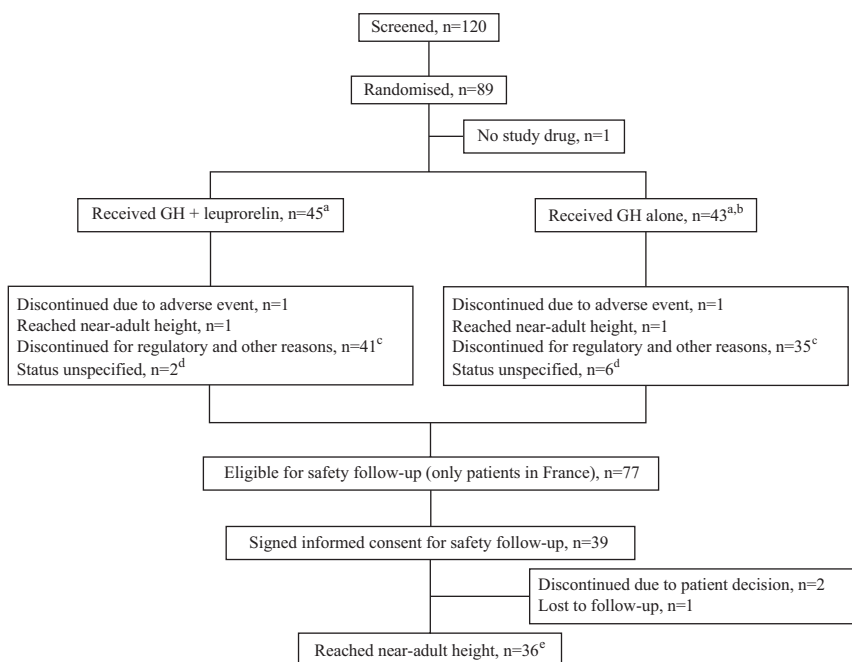 Screened, n=120
Randomised, n=89
No study drug, n=1
Received GH + leuprorelin, n=45ᵃ
Received GH alone, n=43ᵃ,ᵇ
Discontinued due to adverse event, n=1
Reached near-adult height, n=1
Discontinued for regulatory and other reasons, n=41ᶜ
Status unspecified, n=2ᵈ
Discontinued due to adverse event, n=1
Reached near-adult height, n=1
Discontinued for regulatory and other reasons, n=35ᶜ
Status unspecified, n=6ᵈ
Eligible for safety follow-up (only patients in France), n=77
Signed informed consent for safety follow-up, n=39
Discontinued due to patient decision, n=2
Lost to follow-up, n=1
Reached near-adult height, n=36ᵉ